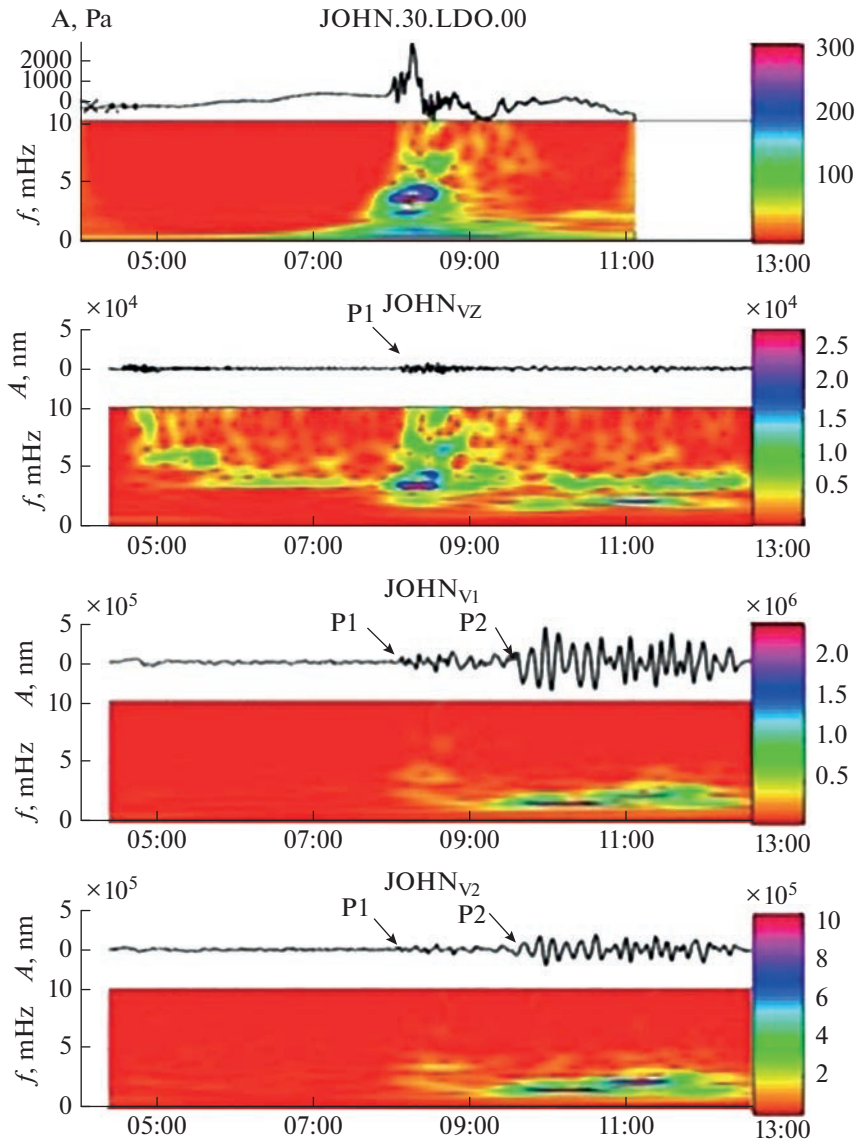 A, Pa JOHN.30.LDO.00
2000
1000
0
10
5
0
f, mHz
300
200
100
05:00 07:00 09:00 11:00 13:00
×10⁴ JOHN_VZ ×10⁴
P1
5
0
A, nm
10
5
0
f, mHz
2.5
2.0
1.5
1.0
0.5
05:00 07:00 09:00 11:00 13:00
×10⁵ JOHN_V1 ×10⁶
P1 P2
5
0
A, nm
10
5
0
f, mHz
2.0
1.5
1.0
0.5
05:00 07:00 09:00 11:00 13:00
×10⁵ JOHN_V2 ×10⁵
P1 P2
5
0
A, nm
10
5
0
f, mHz
10
8
6
4
2
05:00 07:00 09:00 11:00 13:00